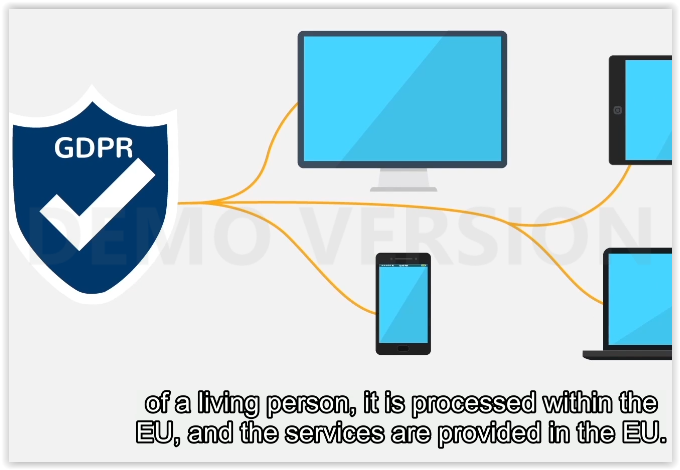 GDPR
DEMO VERSION
of a living person, it is processed within the
EU, and the services are provided in the EU.